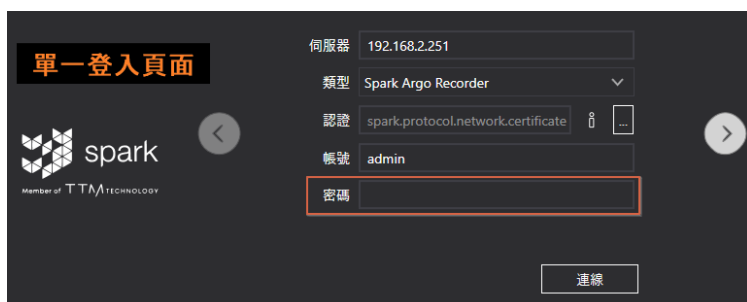 單一登入頁面
伺服器 192.168.2.251
類型 Spark Argo Recorder
認證 spark.protocol.network.certificate ...
帳號 admin
密碼
spark
Member of TTM TECHNOLOGY
連線